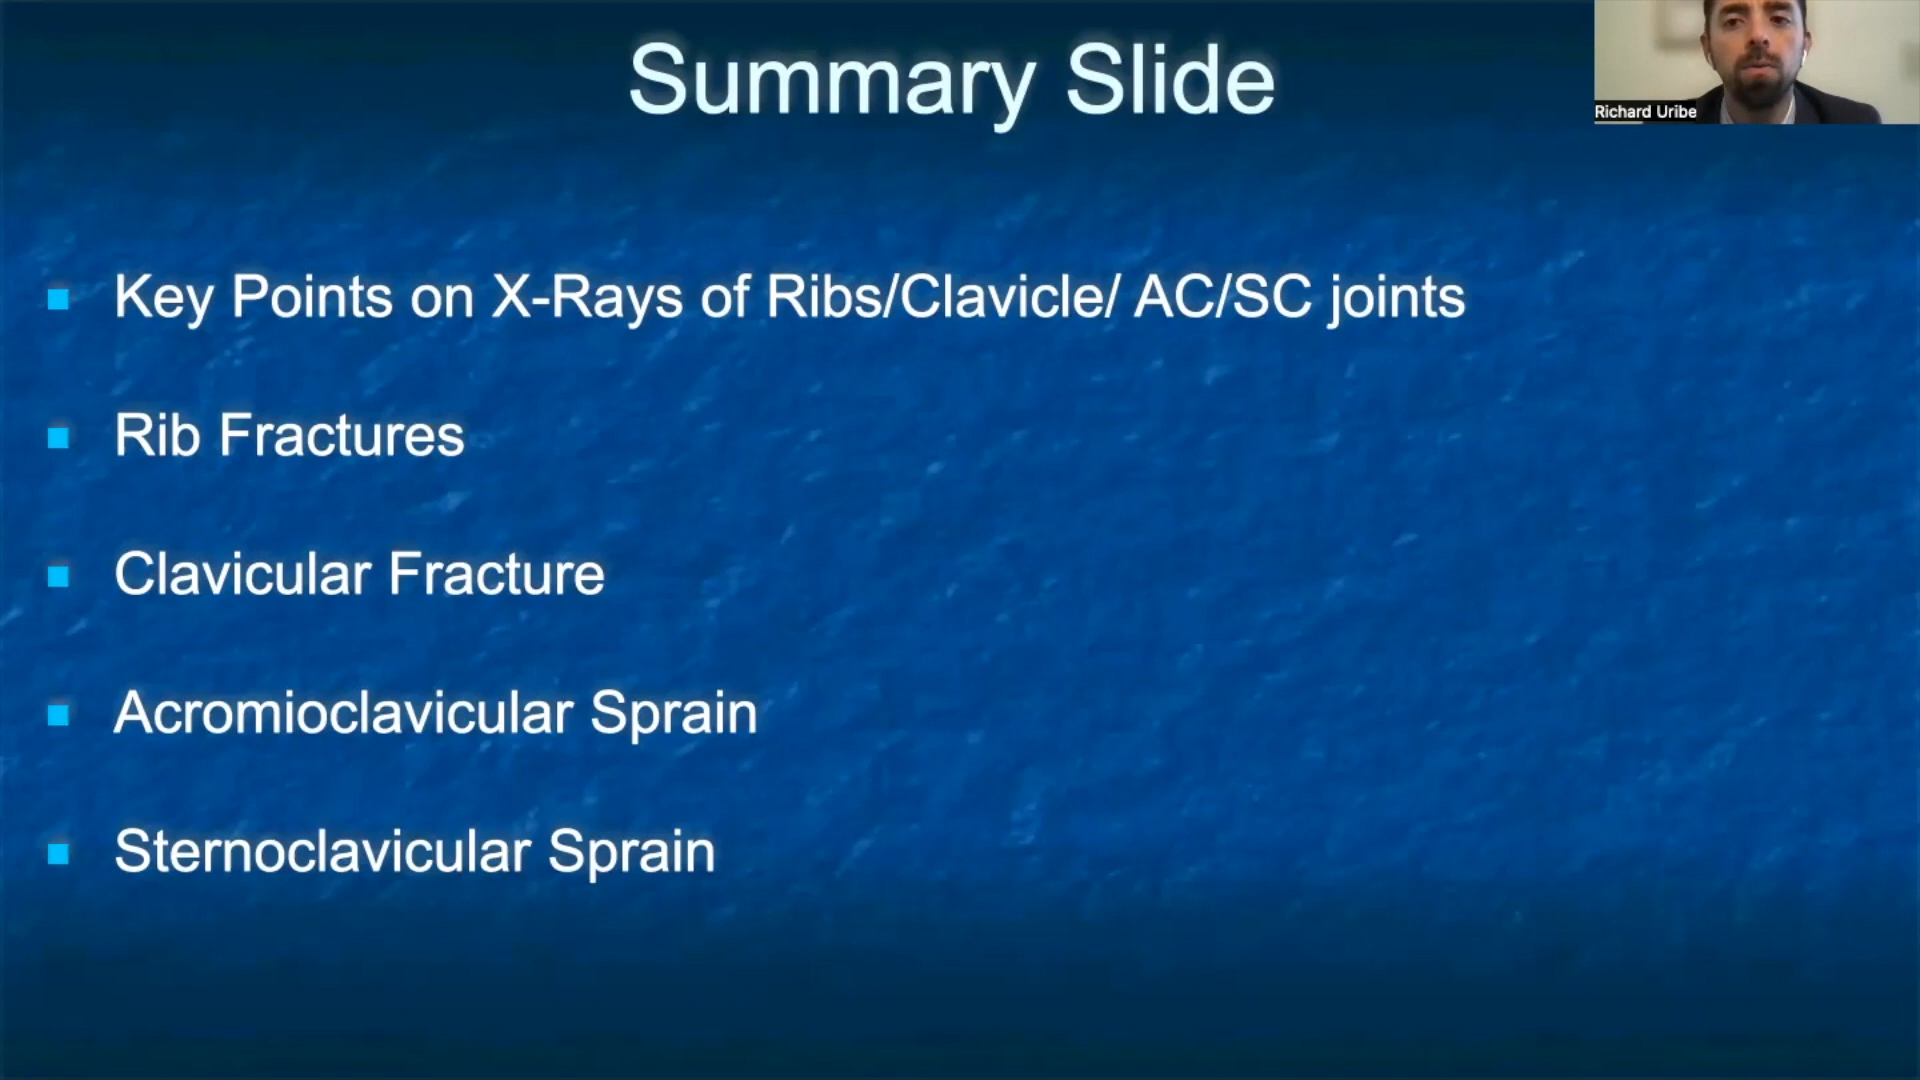 Summary Slide
Richard Uribe
Key Points on X-Rays of Ribs/Clavicle/ AC/SC joints
Rib Fractures
Clavicular Fracture
Acromioclavicular Sprain
Sternoclavicular Sprain